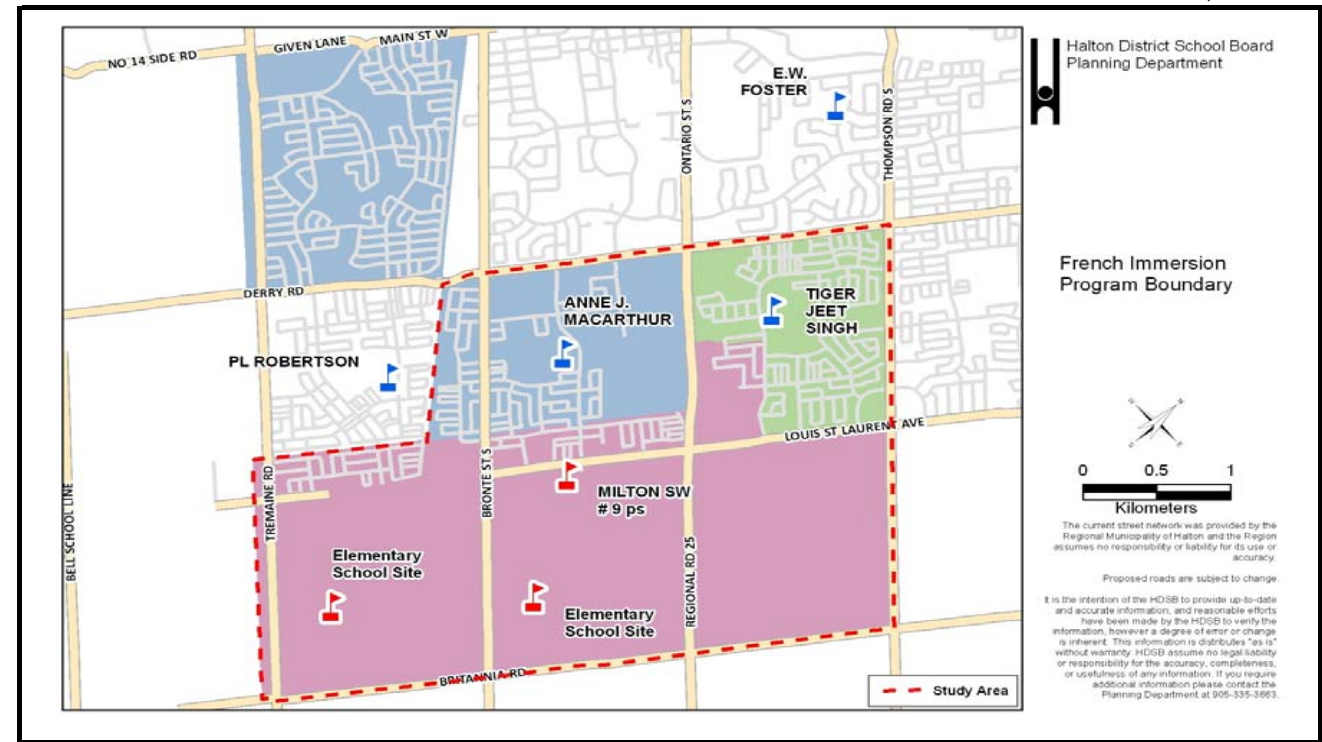 Halton District School Board
Planning Department
French Immersion
Program Boundary
NO 14 SIDE RD
GIVEN LANE
MAIN ST W
E.W.
FOSTER
ONTARIO ST S
THOMPSON RD S
DERRY RD
ANNE J.
MACARTHUR
TIGER
JEET
SINGH
PL ROBERTSON
LOUIS ST LAURENT AVE
BELL SCHOOL LINE
TREMAINE RD
BRONTE ST S
MILTON SW
# 9 ps
REGIONAL RD 25
Elementary
School Site
Elementary
School Site
BRITANNIA RD
Study Area
0 0.5 1
Kilometers
The current street network was provided by the
Regional Municipality of Halton and the Region
assumes no responsibility or liability for its use or
accuracy.
Proposed roads are subject to change.
It is the intention of the HDSB to provide up-to-date
and accurate information, and reasonable efforts
have been made by the HDSB to verify the
information, however a degree of error or change
is inherent. This information is distributes "as is"
without warranty. HDSB assume no legal liability
or responsibility for the accuracy, completeness,
or usefulness of any information. If you require
additional information please contact the
Planning Department at 905-335-3663.